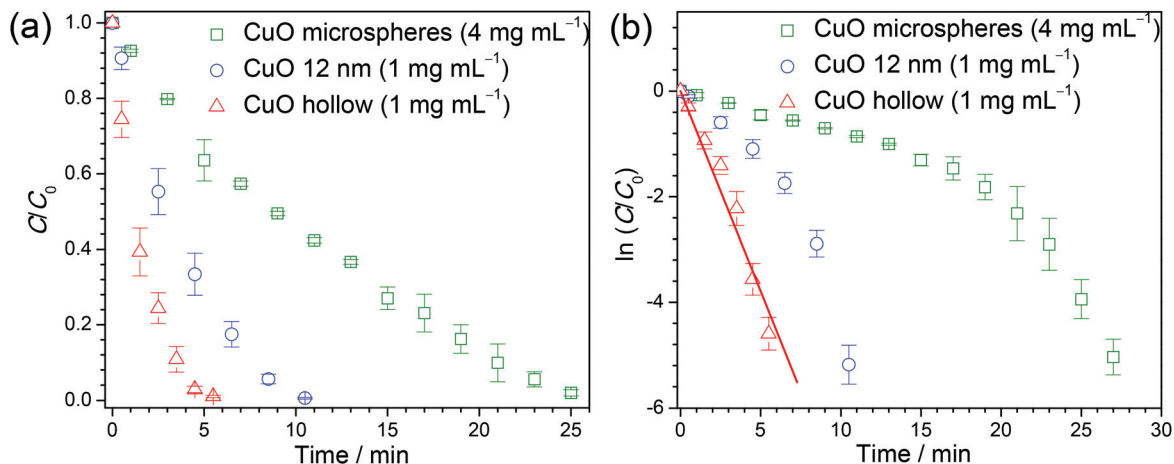 (a)
CuO microspheres (4 mg mL⁻¹)
CuO 12 nm (1 mg mL⁻¹)
CuO hollow (1 mg mL⁻¹)
1.0
0.8
0.6
0.4
0.2
0.0
C/C₀
0 5 10 15 20 25
Time / min
(b)
CuO microspheres (4 mg mL⁻¹)
CuO 12 nm (1 mg mL⁻¹)
CuO hollow (1 mg mL⁻¹)
0
-2
-4
-6
ln (C/C₀)
0 5 10 15 20 25 30
Time / min